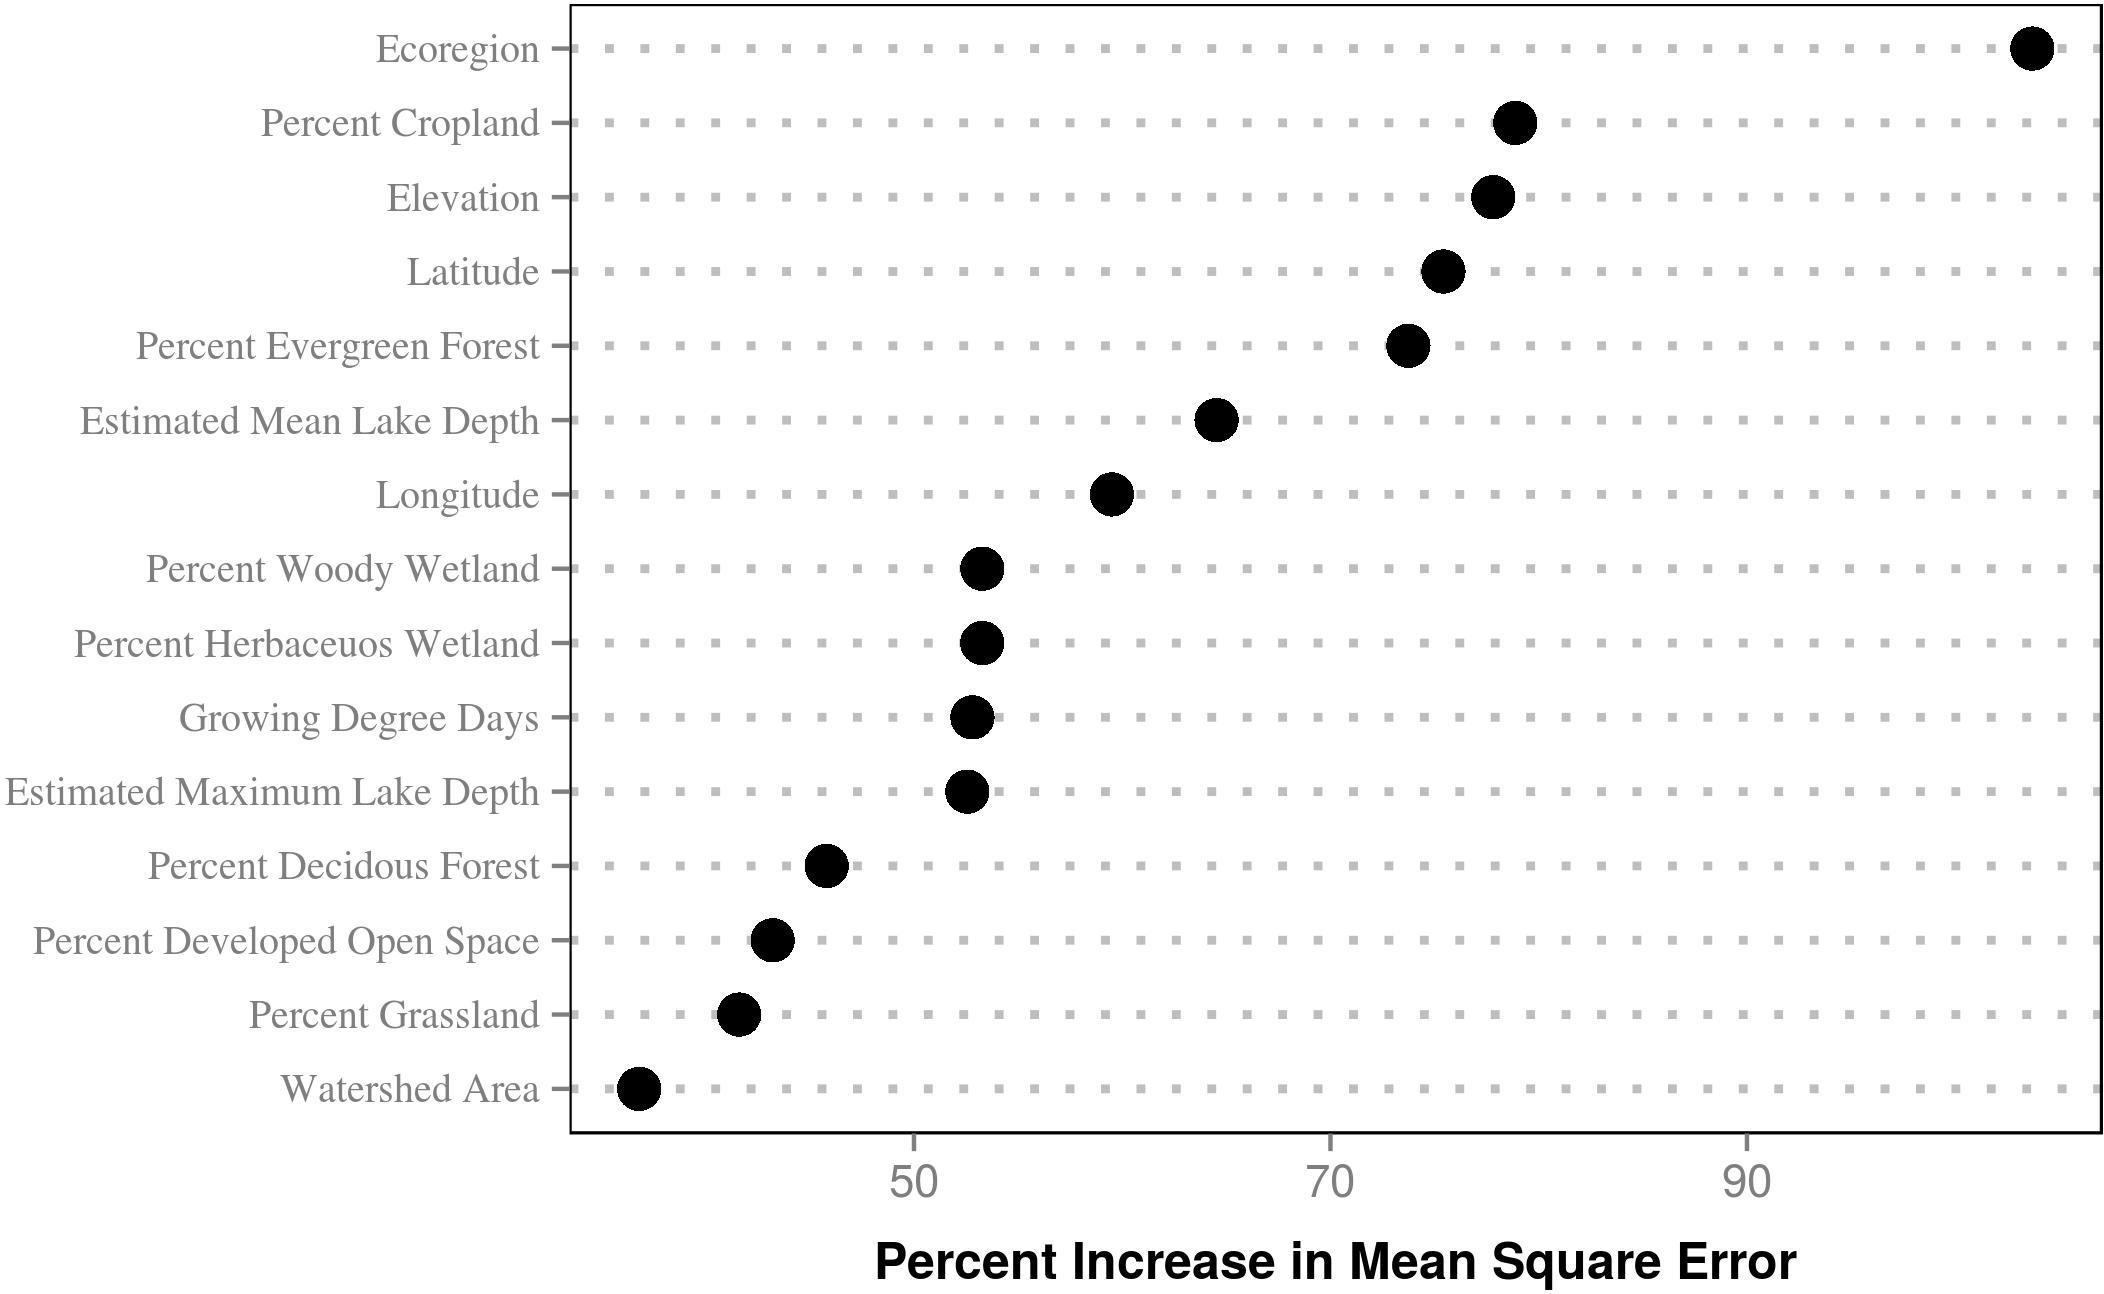 Ecoregion
Percent Cropland
Elevation
Latitude
Percent Evergreen Forest
Estimated Mean Lake Depth
Longitude
Percent Woody Wetland
Percent Herbaceuos Wetland
Growing Degree Days
Estimated Maximum Lake Depth
Percent Decidous Forest
Percent Developed Open Space
Percent Grassland
Watershed Area
50 70 90
Percent Increase in Mean Square Error